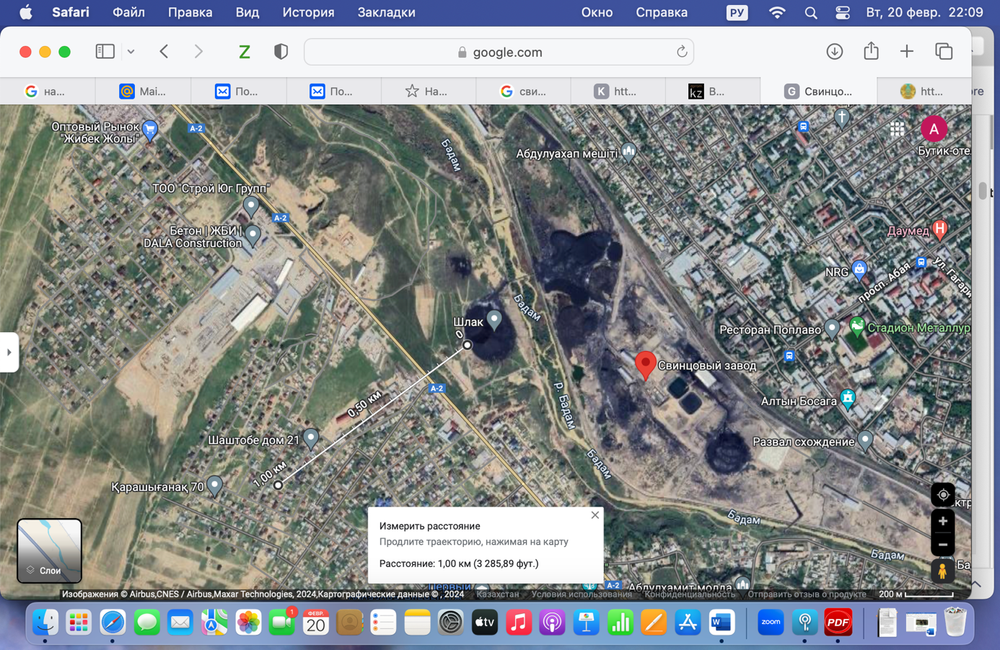 Safari Файл Правка Вид История Закладки Окно Справка РУ Вт, 20 февр. 22:09
google.com
на... Mai... По... По... На... сви... htt... В... Свинцо... htt...
Оптовый Рынок
"Жибек Жолы"
А-2
Бадам
Абдулуахап мешіті
A
Бутик-оте
ТОО "Строй Юг Групп"
А-2
Бетон | ЖБИ |
DALA Construction
Даумед
NRG
просп. Абая
ул. Гагари
Шлак
0
Бадам
Ресторан Поплаво
Стадион Металлур
Свинцовый завод
А-2
0,50 км
р. Бадам
Алтын Босага
Шаштобе дом 21
Развал схождение
1,00 км
Бадам
Қарашығанақ 70
Бадам
Бадам
Измерить расстояние
Продлите траекторию, нажимая на карту
Расстояние: 1,00 км (3 285,89 фут.)
Слои
Первый
А-2
Абдулхамит молда
Изображения © Airbus,CNES / Airbus,Maxar Technologies, 2024,Картографические данные © , 2024 Казахстан Условия использования Конфиденциальность Отправить отзыв о продукте 200 м
1
ФЕВР.
20
tv
W
zoom
PDF